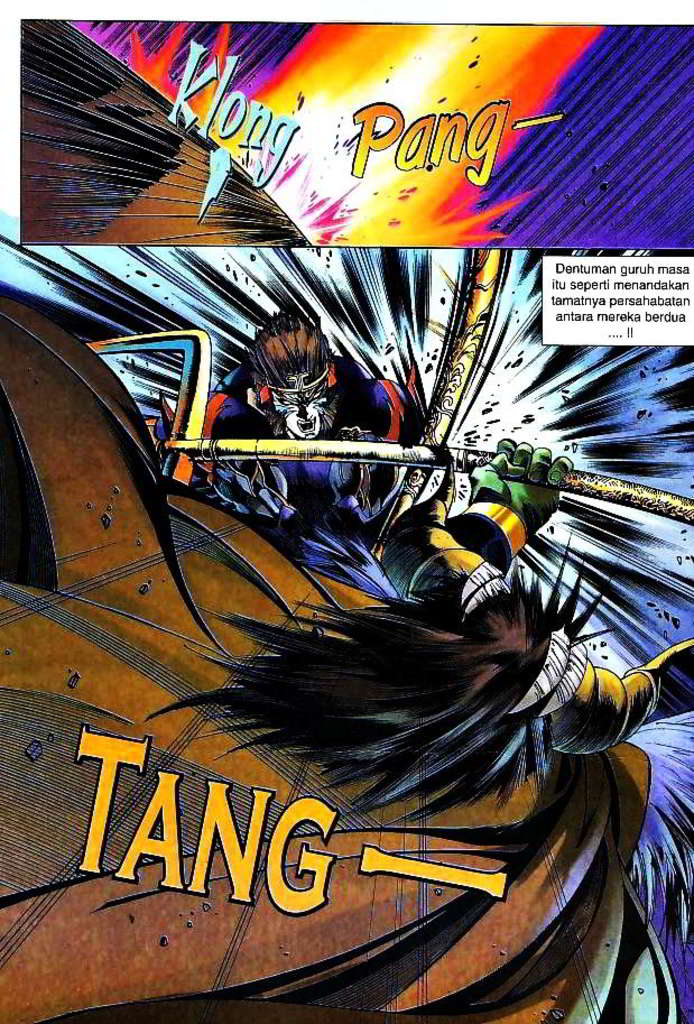 Klong
Pang-
Dentuman guruh masa
itu seperti menandakan
tamatnya persahabatan
antara mereka berdua
.... !!
TANG —